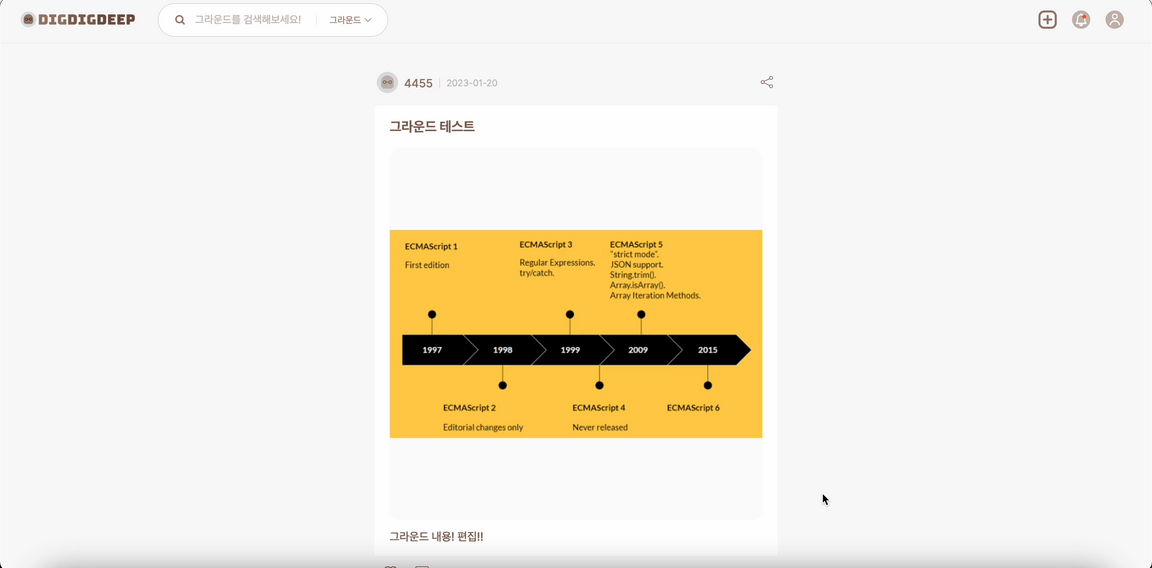 DIGDIGDEEP
그라운드를 검색해보세요!
그라운드
4455
2023-01-20
그라운드 테스트
ECMAScript 1
First edition
ECMAScript 3
Regular Expressions.
try/catch.
ECMAScript 5
"strict mode".
JSON support.
String.trim().
Array.isArray().
Array Iteration Methods.
1997
1998
1999
2009
2015
ECMAScript 2
Editorial changes only
ECMAScript 4
Never released
ECMAScript 6
그라운드 내용! 편집!!